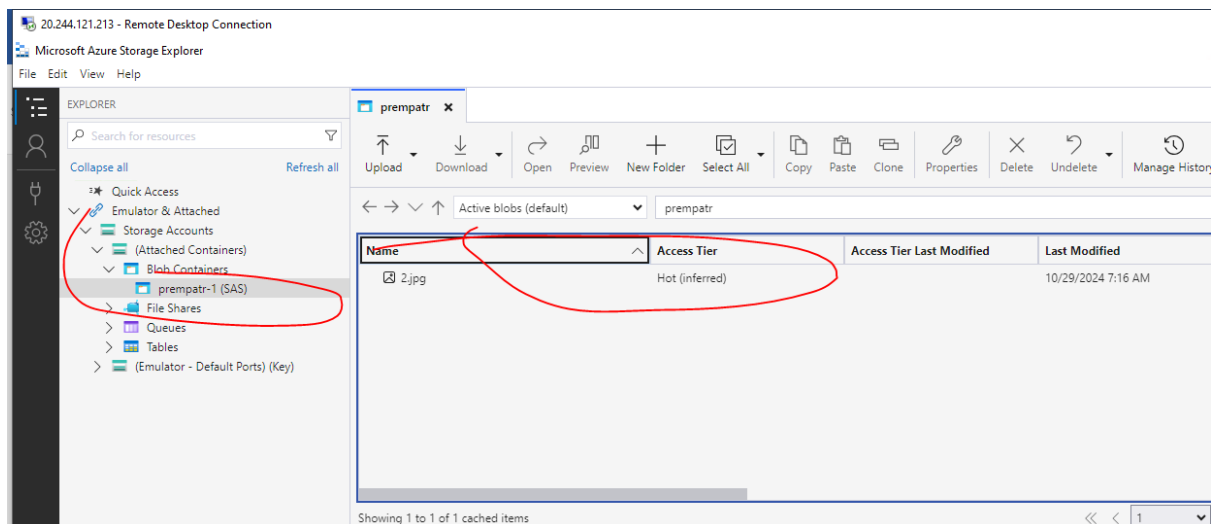 20.244.121.213 - Remote Desktop Connection
Microsoft Azure Storage Explorer
File Edit View Help
EXPLORER
Search for resources
Collapse all Refresh all
Quick Access
Emulator & Attached
Storage Accounts
(Attached Containers)
Blob Containers
prempatr-1 (SAS)
File Shares
Queues
Tables
(Emulator - Default Ports) (Key)
prempatr
Upload Download Open Preview New Folder Select All Copy Paste Clone Properties Delete Undelete Manage History
Active blobs (default) prempatr
Name Access Tier Access Tier Last Modified Last Modified
2.jpg Hot (inferred) 10/29/2024 7:16 AM
Showing 1 to 1 of 1 cached items 1